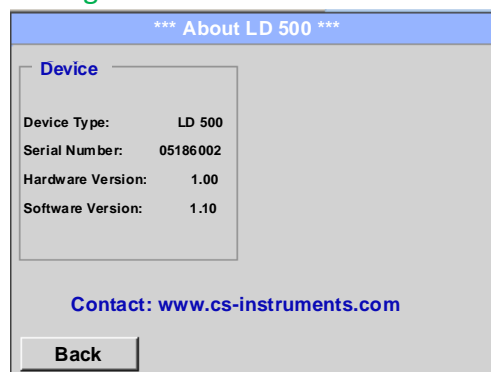 *** About LD 500 ***
Device
Device Type: LD 500
Serial Number: 05186002
Hardware Version: 1.00
Software Version: 1.10
Contact: www.cs-instruments.com
Back